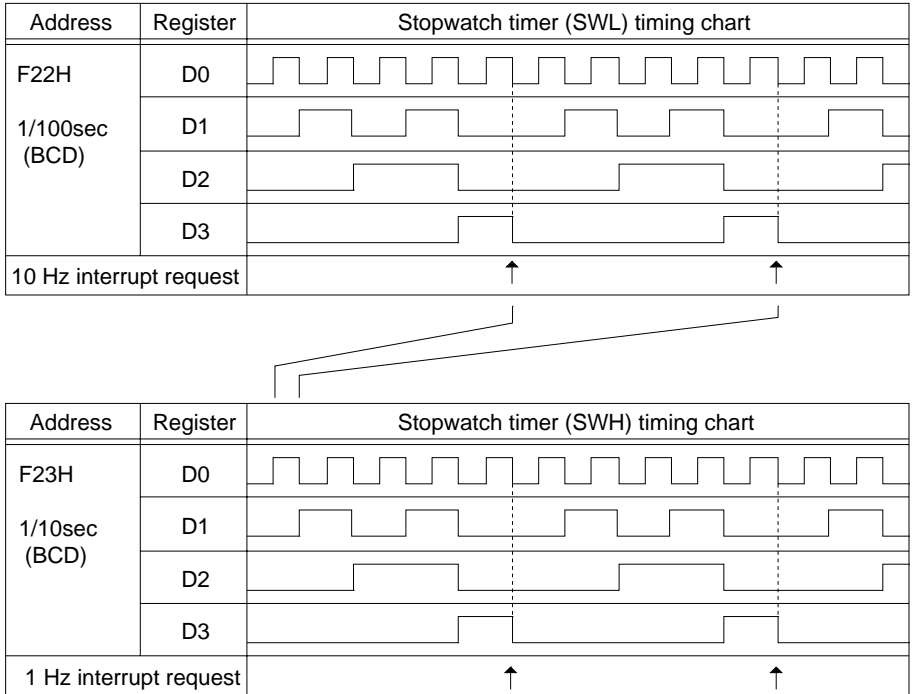 Address Register Stopwatch timer (SWL) timing chart
F22H D0
1/100sec D1
(BCD)
D2
D3
10 Hz interrupt request
Address Register Stopwatch timer (SWH) timing chart
F23H D0
1/10sec D1
(BCD)
D2
D3
1 Hz interrupt request